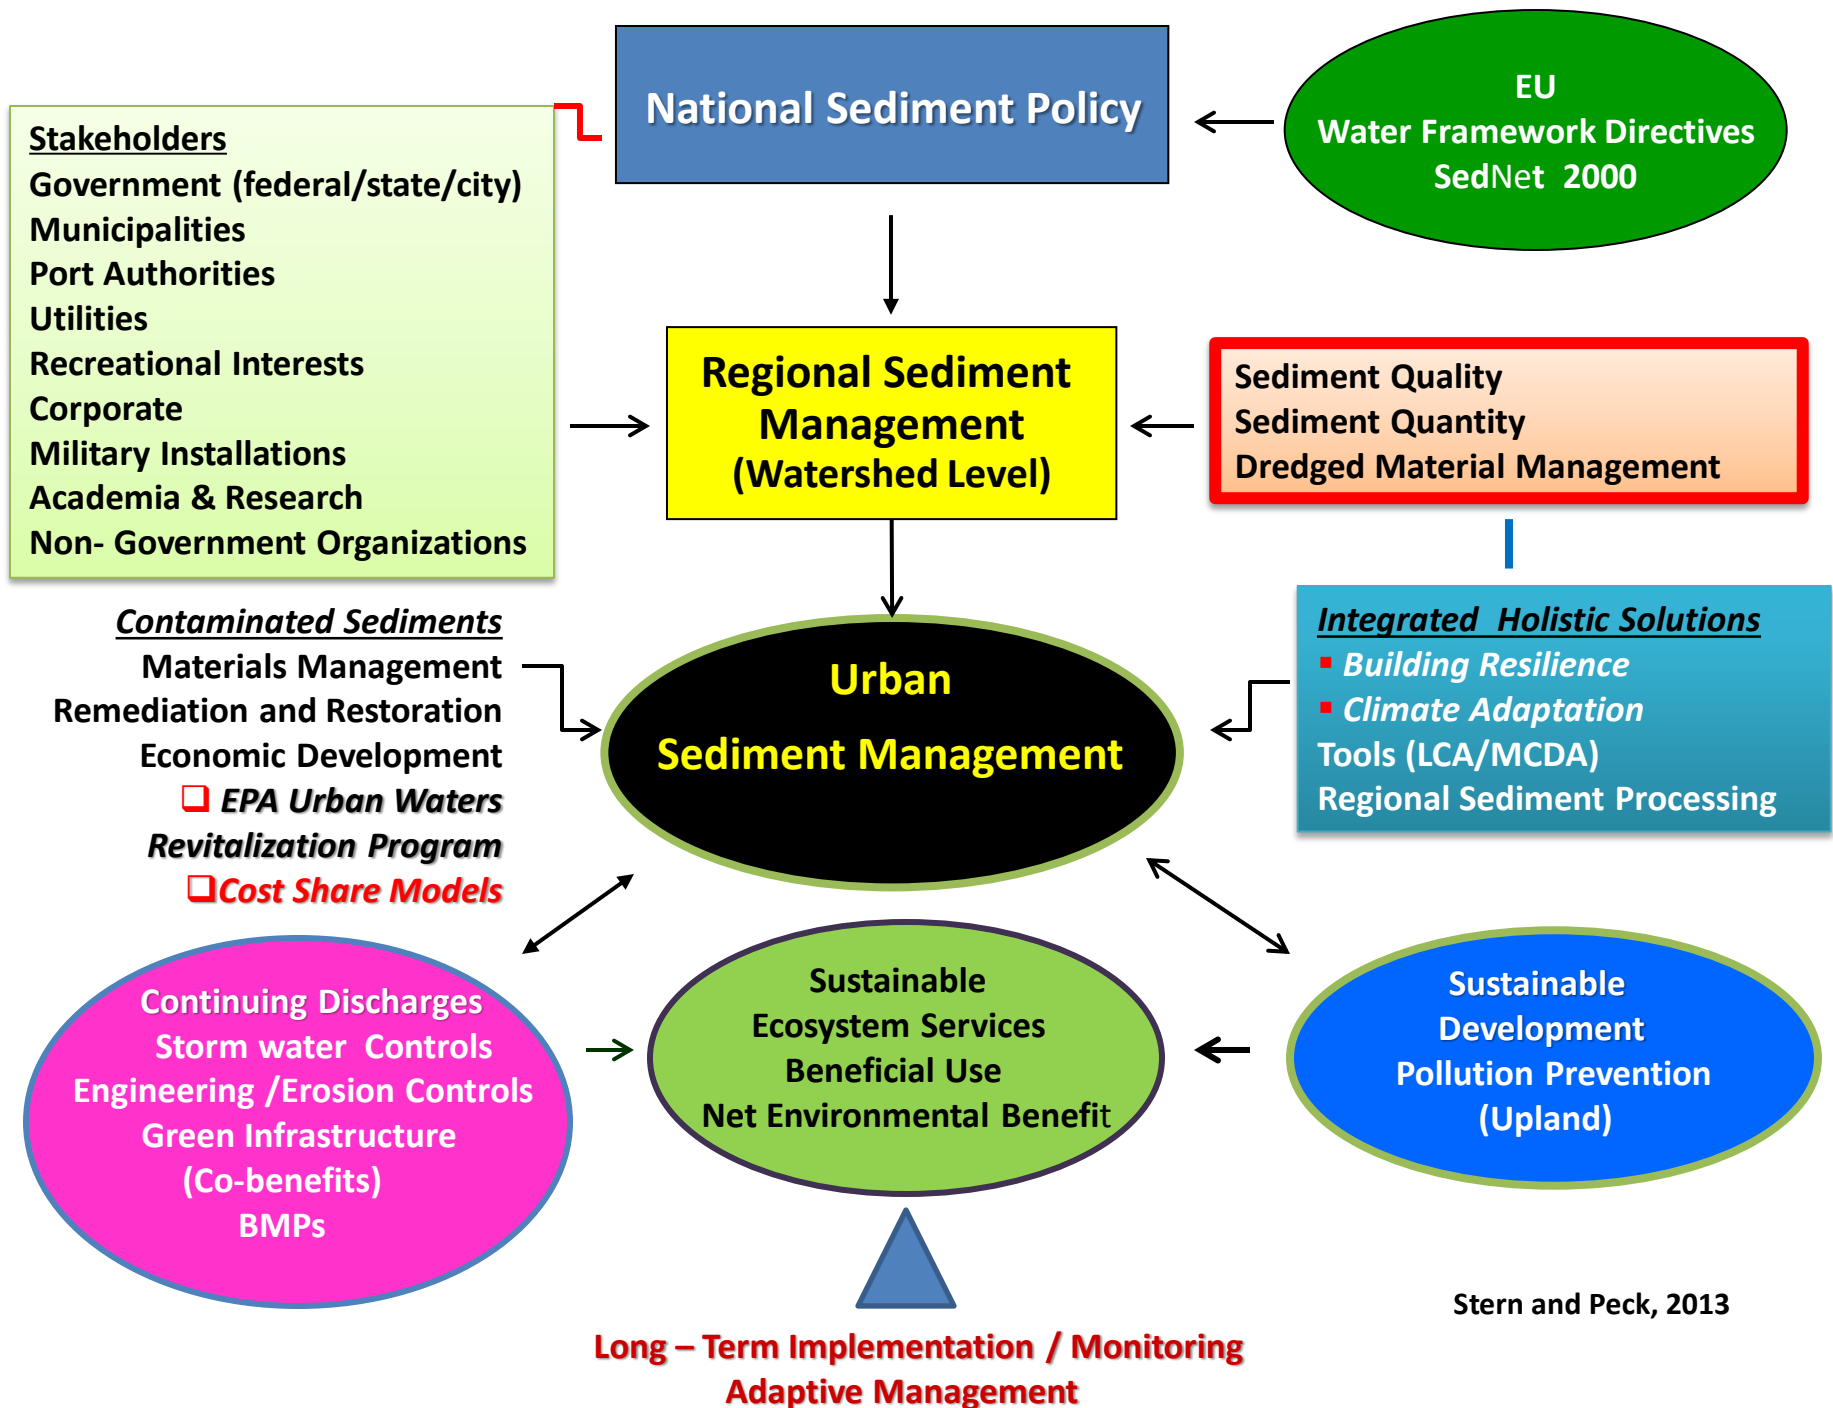 National Sediment Policy
EU
Water Framework Directives
SedNet 2000
Stakeholders
Government (federal/state/city)
Municipalities
Port Authorities
Utilities
Recreational Interests
Corporate
Military Installations
Academia & Research
Non- Government Organizations
Regional Sediment
Management
(Watershed Level)
Sediment Quality
Sediment Quantity
Dredged Material Management
Contaminated Sediments
Materials Management
Remediation and Restoration
Economic Development
EPA Urban Waters
Revitalization Program
Cost Share Models
Urban
Sediment Management
Integrated Holistic Solutions
Building Resilience
Climate Adaptation
Tools (LCA/MCDA)
Regional Sediment Processing
Continuing Discharges
Storm water Controls
Engineering /Erosion Controls
Green Infrastructure
(Co-benefits)
BMPs
Sustainable
Ecosystem Services
Beneficial Use
Net Environmental Benefit
Sustainable
Development
Pollution Prevention
(Upland)
Stern and Peck, 2013
Long – Term Implementation / Monitoring
Adaptive Management